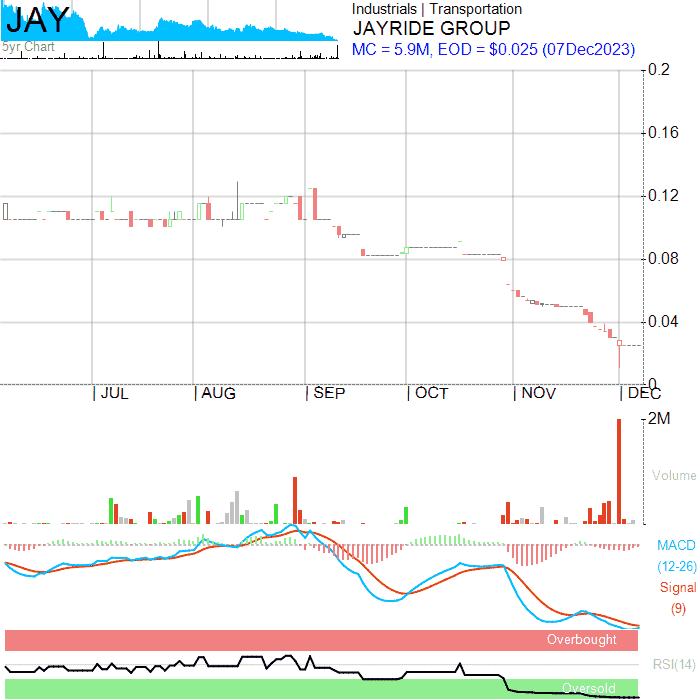 JAY
5yr Chart
Industrials | Transportation
JAYRIDE GROUP
MC = 5.9M, EOD = $0.025 (07Dec2023)
0.2
0.16
0.12
0.08
0.04
0
| JUL | AUG | SEP | OCT | NOV | DEC
2M
Volume
MACD
(12-26)
Signal
(9)
Overbought
RSI(14)
Oversold